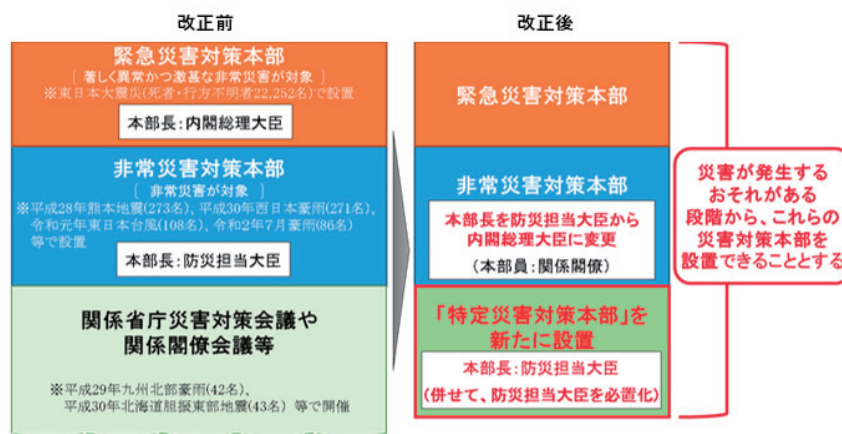 改正前
緊急災害対策本部
[ 著しく異常かつ激甚な非常災害が対象 ]
※東日本大震災(死者・行方不明者22,252名)で設置
本部長:内閣総理大臣
非常災害対策本部
[ 非常災害が対象 ]
※平成28年熊本地震(273名)、平成30年西日本豪雨(271名)、
令和元年東日本台風(108名)、令和2年7月豪雨(86名)
等で設置
本部長:防災担当大臣
関係省庁災害対策会議や
関係閣僚会議等
※平成29年九州北部豪雨(42名)、
平成30年北海道胆振東部地震(43名) 等で開催
改正後
緊急災害対策本部
非常災害対策本部
本部長を防災担当大臣から
内閣総理大臣に変更
(本部員:関係閣僚)
「特定災害対策本部」を
新たに設置
本部長:防災担当大臣
(併せて、防災担当大臣を必置化)
災害が発生する
おそれがある
段階から、これらの
災害対策本部を
設置できることとする